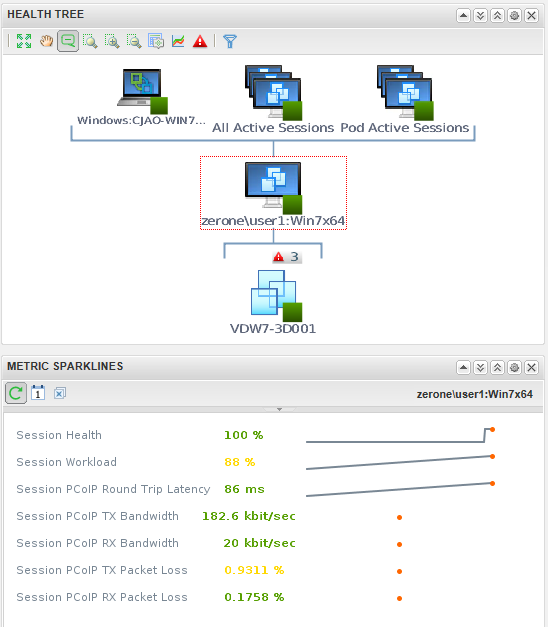 HEALTH TREE
Windows:CJAO-WIN7...
All Active Sessions
Pod Active Sessions
zerone\user1:Win7x64
3
VDW7-3D001
METRIC SPARKLINES
1
zerone\user1:Win7x64
Session Health 100 %
Session Workload 88 %
Session PCoIP Round Trip Latency 86 ms
Session PCoIP TX Bandwidth 182.6 kbit/sec
Session PCoIP RX Bandwidth 20 kbit/sec
Session PCoIP TX Packet Loss 0.9311 %
Session PCoIP RX Packet Loss 0.1758 %